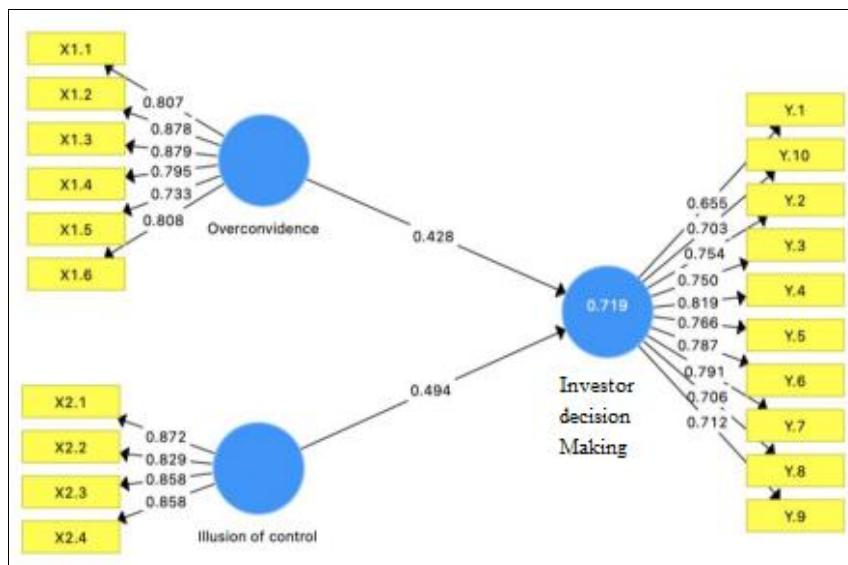 X1.1
X1.2
X1.3
X1.4
X1.5
X1.6
0.807
0.878
0.879
0.795
0.733
0.808
Overconvidence
0.428
X2.1
X2.2
X2.3
X2.4
0.872
0.829
0.858
0.858
Illusion of control
0.494
0.719
Investor
decision
Making
0.655
0.703
0.754
0.750
0.819
0.766
0.787
0.791
0.706
0.712
Y.1
Y.10
Y.2
Y.3
Y.4
Y.5
Y.6
Y.7
Y.8
Y.9